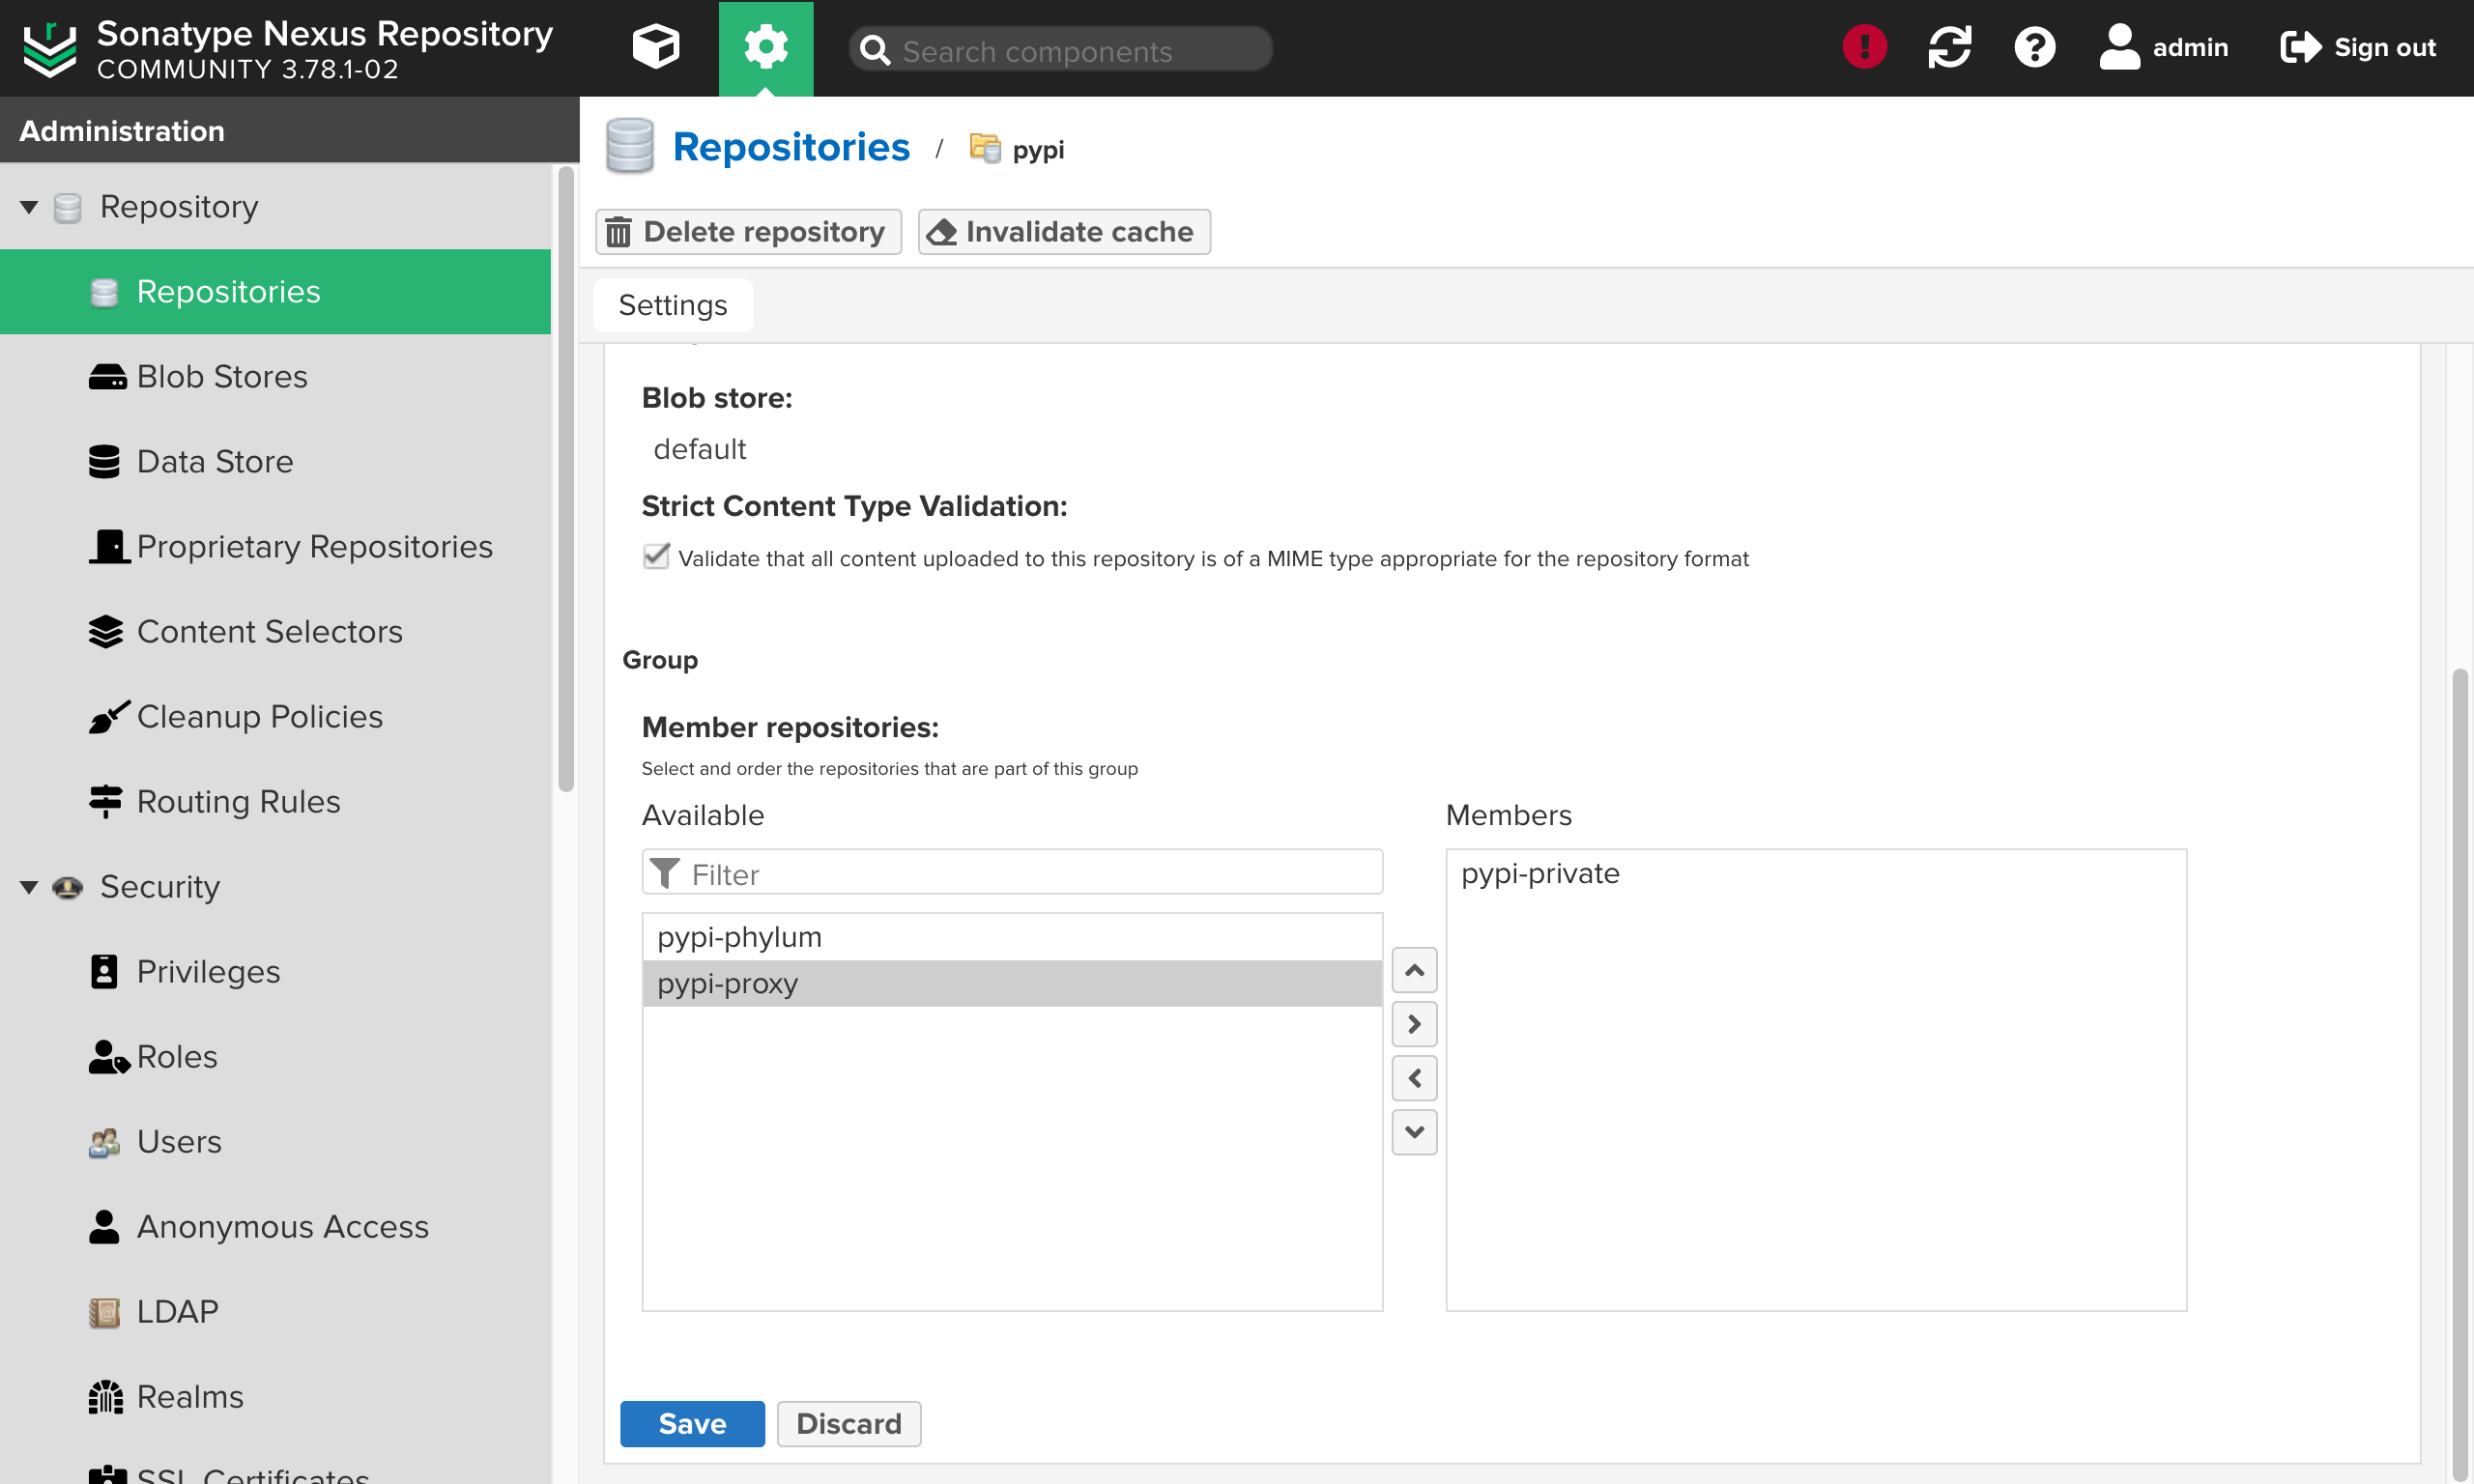 Sonatype Nexus Repository
COMMUNITY 3.78.1-02
Search components
admin
Sign out
Administration
Repository
Repositories
Blob Stores
Data Store
Proprietary Repositories
Content Selectors
Cleanup Policies
Routing Rules
Security
Privileges
Roles
Users
Anonymous Access
LDAP
Realms
SSL Certificates
Repositories / pypi
Delete repository
Invalidate cache
Settings
Blob store:
default
Strict Content Type Validation:
Validate that all content uploaded to this repository is of a MIME type appropriate for the repository format
Group
Member repositories:
Select and order the repositories that are part of this group
Available
Filter
pypi-phylum
pypi-proxy
Members
pypi-private
Save
Discard